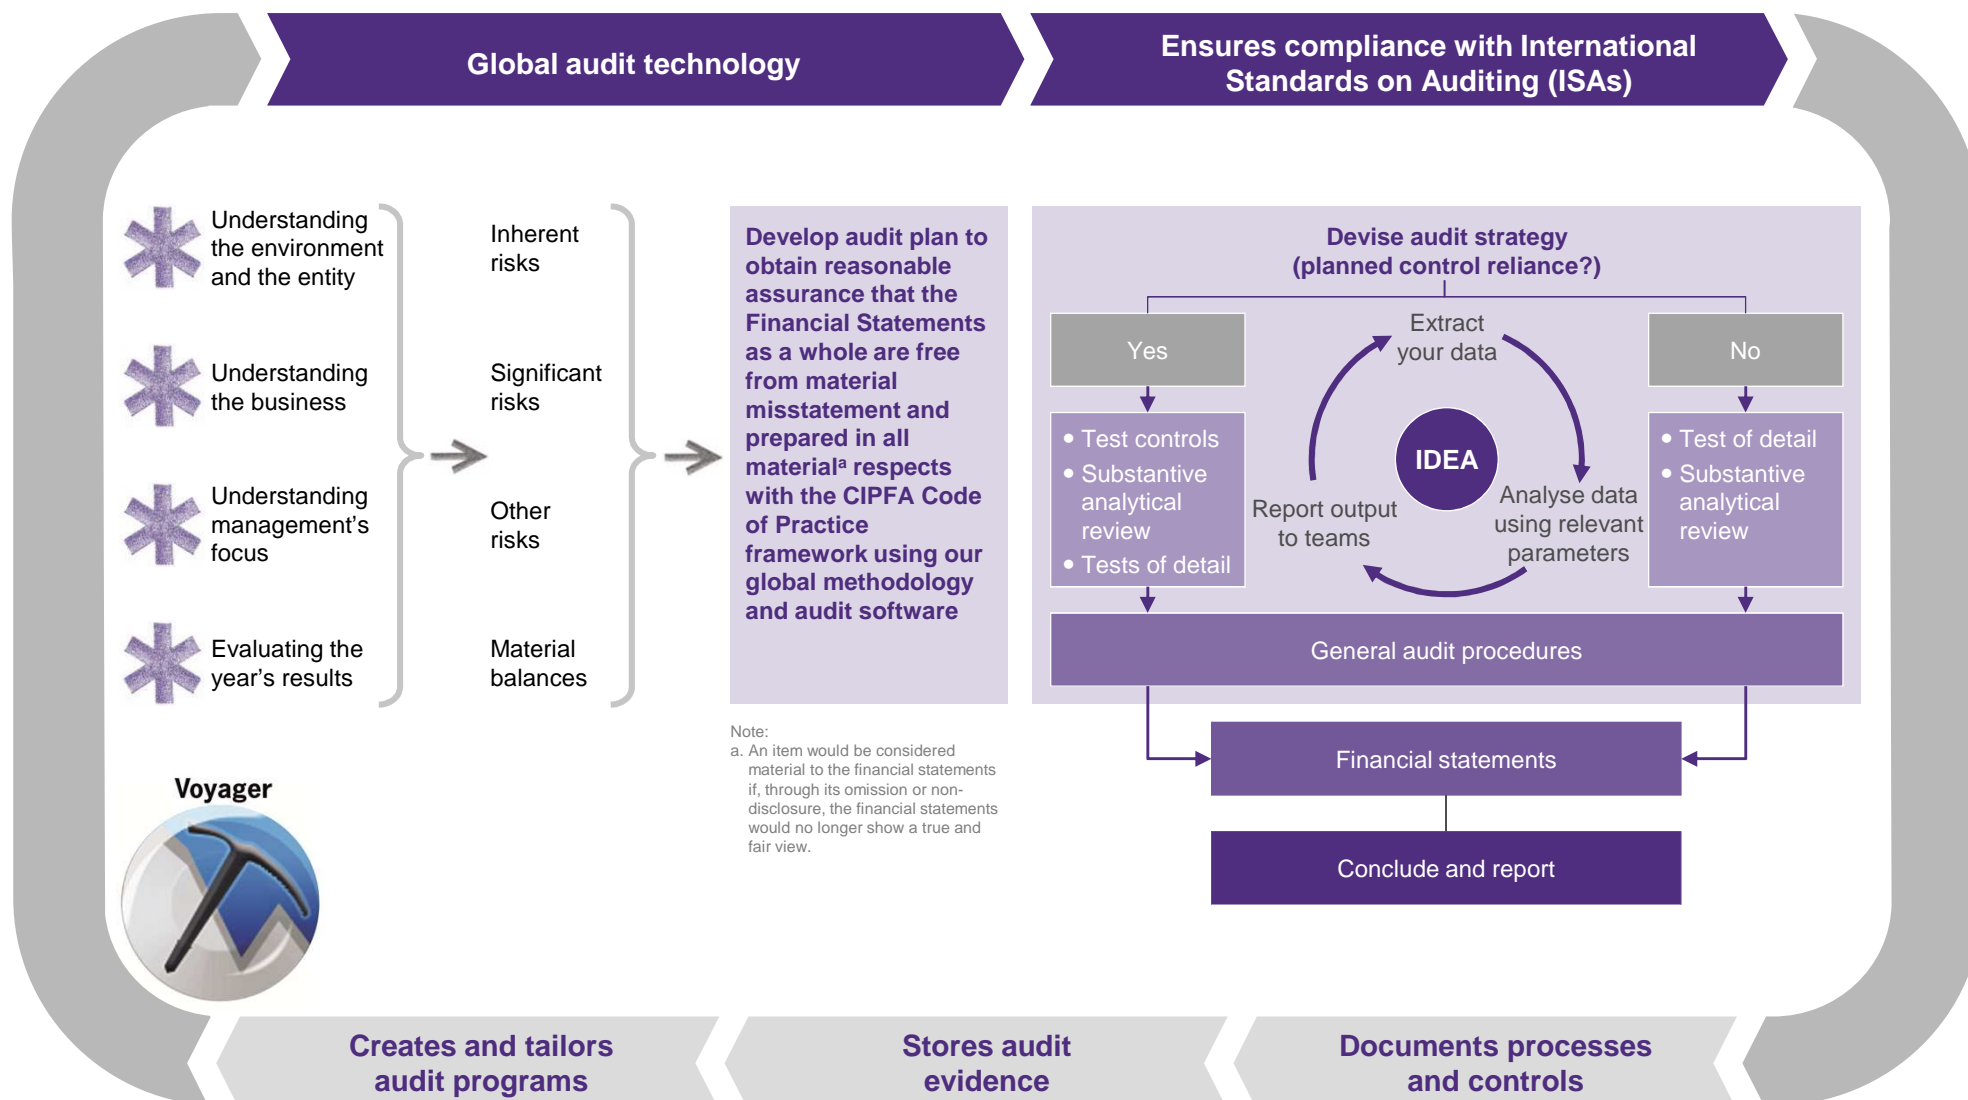 Global audit technology
Ensures compliance with International
Standards on Auditing (ISAs)
Understanding
the environment
and the entity
Understanding
the business
Understanding
management’s
focus
Evaluating the
year’s results
Inherent
risks
Significant
risks
Other
risks
Material
balances
Develop audit plan to
obtain reasonable
assurance that the
Financial Statements
as a whole are free
from material
misstatement and
prepared in all
materialᵃ respects
with the CIPFA Code
of Practice
framework using our
global methodology
and audit software
Note:
a. An item would be considered
material to the financial statements
if, through its omission or non-
disclosure, the financial statements
would no longer show a true and
fair view.
Devise audit strategy
(planned control reliance?)
Yes
• Test controls
• Substantive
analytical
review
• Tests of detail
Extract
your data
IDEA
Analyse data
using relevant
parameters
Report output
to teams
No
• Test of detail
• Substantive
analytical
review
General audit procedures
Financial statements
Conclude and report
Voyager
Creates and tailors
audit programs
Stores audit
evidence
Documents processes
and controls